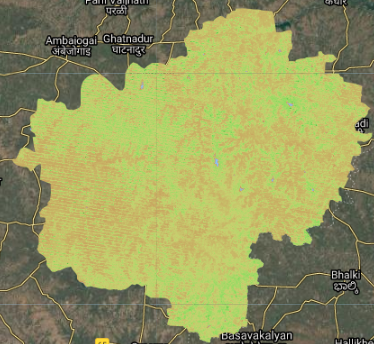 Parli Vaijnath
परळी
Ambajogai
अंबेजोगाई
Ghatnadur
घाटनादुर
Bhalki
ಭಾಲ್ಕಿ
Basavakalyan